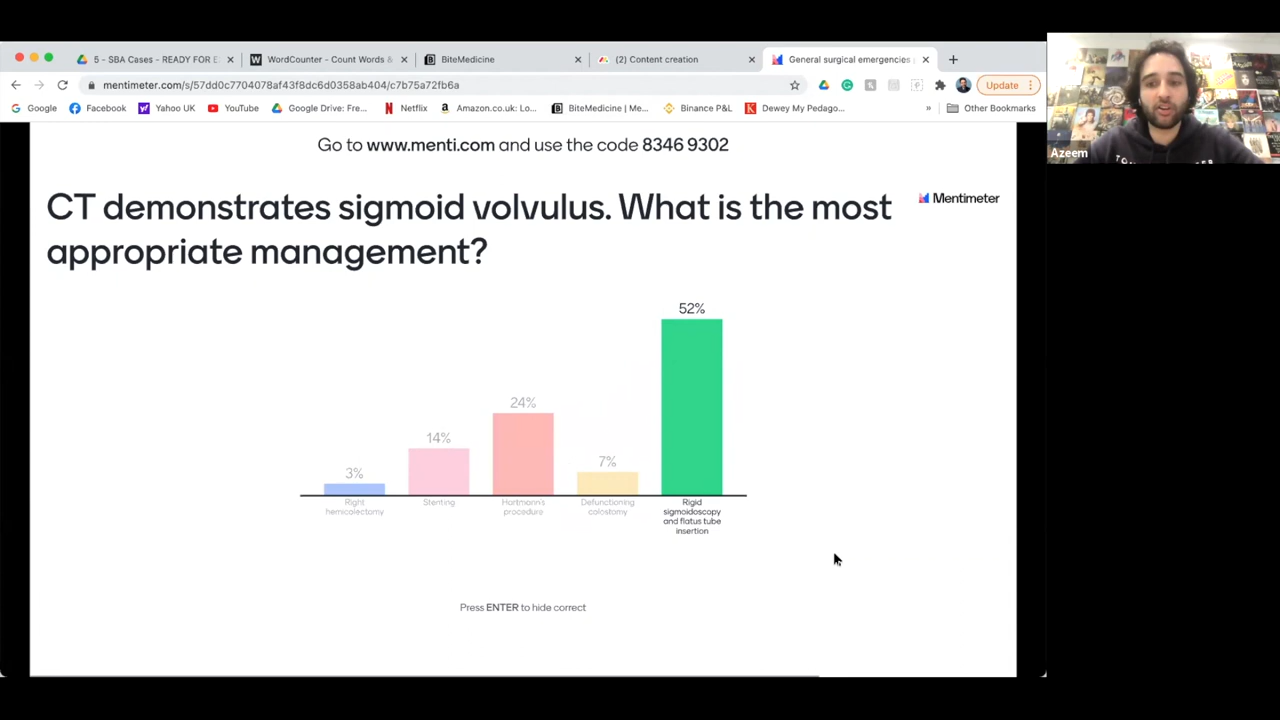 5 - SBA Cases - READY FOR E
WordCounter - Count Words &
BiteMedicine
(2) Content creation
General surgical emergencies
mentimeter.com/s/57dd0c7704078af43f8dc6d0358ab404/c7b75a72fb6a
Update
Google
Facebook
Yahoo UK
YouTube
Google Drive: Fre...
Netflix
Amazon.co.uk: Lo...
BiteMedicine | Me...
Binance P&L
Dewey My Pedago...
»
Other Bookmarks
Azeem
Go to www.menti.com and use the code 8346 9302
Mentimeter
CT demonstrates sigmoid volvulus. What is the most
appropriate management?
3%
14%
24%
7%
52%
Right
hemicolectomy
Stenting
Hartmann's
procedure
Defunctioning
colostomy
Rigid
sigmoidoscopy
and flatus tube
insertion
Press ENTER to hide correct